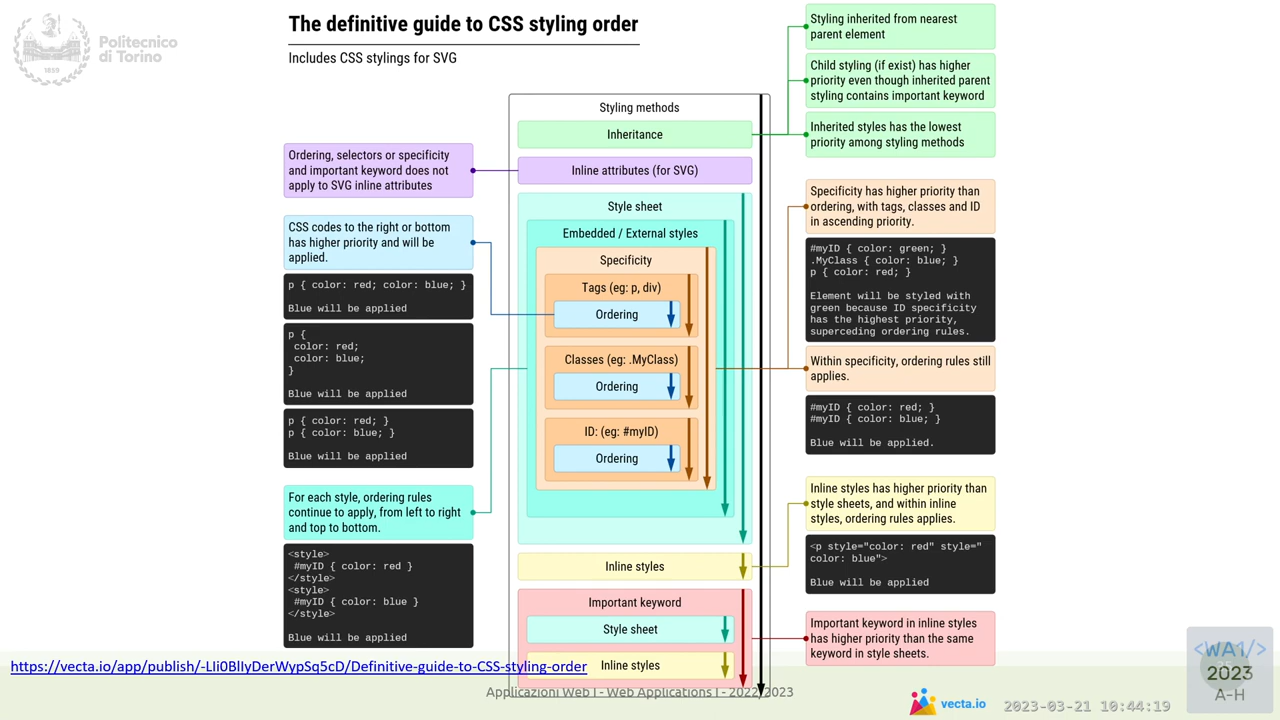 Politecnico
di Torino
1859
The definitive guide to CSS styling order
Includes CSS stylings for SVG
Styling methods
Inheritance
Inline attributes (for SVG)
Style sheet
Embedded / External styles
Specificity
Tags (eg: p, div)
Ordering
Classes (eg: .MyClass)
Ordering
ID: (eg: #myID)
Ordering
Inline styles
Important keyword
Style sheet
Inline styles
Ordering, selectors or specificity
and important keyword does not
apply to SVG inline attributes
CSS codes to the right or bottom
has higher priority and will be
applied.
p { color: red; color: blue; }
Blue will be applied
p {
color: red;
color: blue;
}
Blue will be applied
p { color: red; }
p { color: blue; }
Blue will be applied
For each style, ordering rules
continue to apply, from left to right
and top to bottom.
<style>
#myID { color: red }
</style>
<style>
#myID { color: blue }
</style>
Blue will be applied
Styling inherited from nearest
parent element
Child styling (if exist) has higher
priority even though inherited parent
styling contains important keyword
Inherited styles has the lowest
priority among styling methods
Specificity has higher priority than
ordering, with tags, classes and ID
in ascending priority.
#myID { color: green; }
.MyClass { color: blue; }
p { color: red; }
Element will be styled with
green because ID specificity
has the highest priority,
superceding ordering rules.
Within specificity, ordering rules still
applies.
#myID { color: red; }
#myID { color: blue; }
Blue will be applied.
Inline styles has higher priority than
style sheets, and within inline
styles, ordering rules applies.
<p style="color: red" style="
color: blue">
Blue will be applied
Important keyword in inline styles
has higher priority than the same
keyword in style sheets.
https://vecta.io/app/publish/-LIi0BlIyDerWypSq5cD/Definitive-guide-to-CSS-styling-order
Applicazioni Web I - Web Applications I - 2022/2023
vecta.io
2023-03-21 10:44:19
<WA1/>
2023
A-H